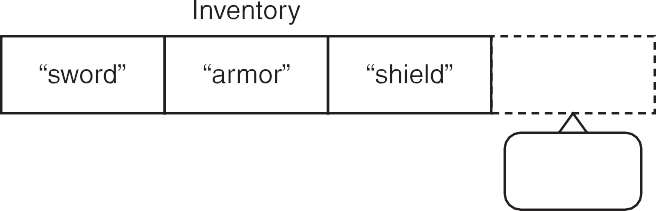 Inventory
“sword” “armor” “shield”